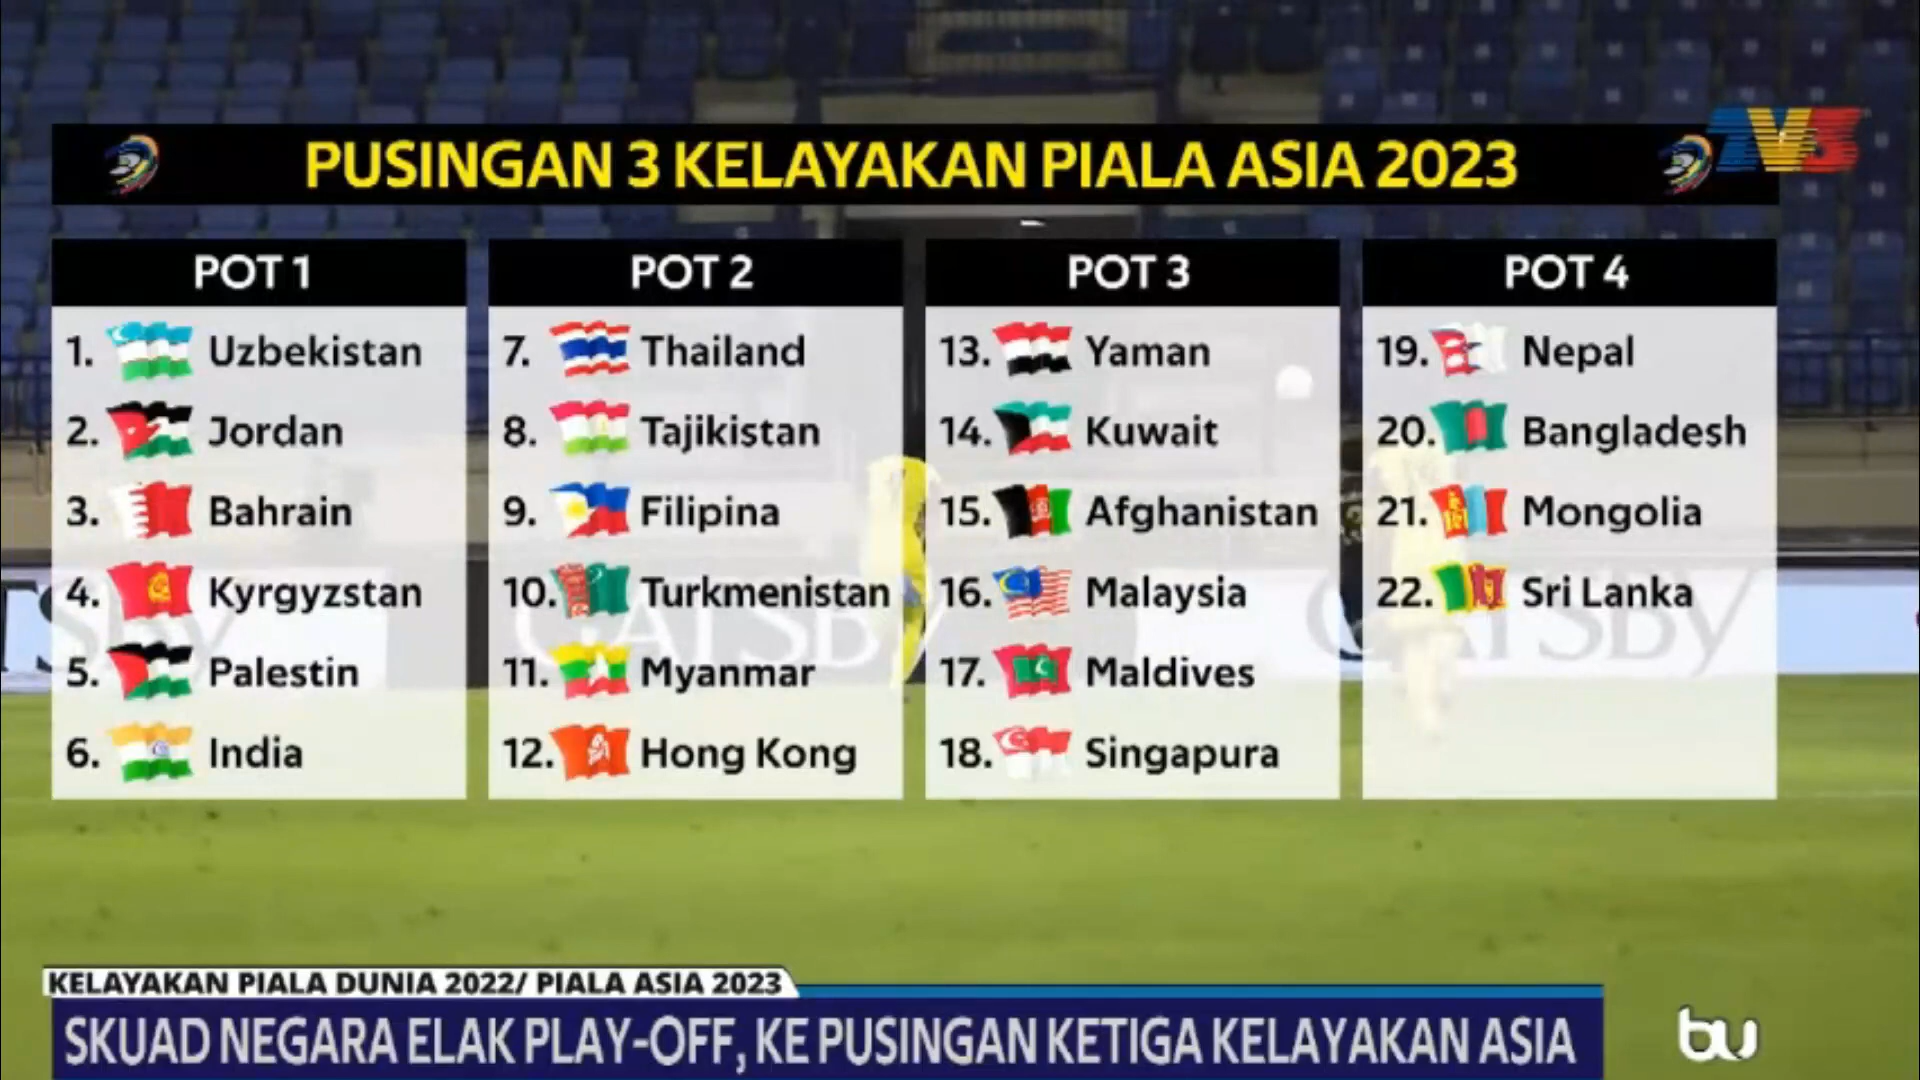 TV3
PUSINGAN 3 KELAYAKAN PIALA ASIA 2023
POT 1
1. Uzbekistan
2. Jordan
3. Bahrain
4. Kyrgyzstan
5. Palestin
6. India
POT 2
7. Thailand
8. Tajikistan
9. Filipina
10. Turkmenistan
11. Myanmar
12. Hong Kong
POT 3
13. Yaman
14. Kuwait
15. Afghanistan
16. Malaysia
17. Maldives
18. Singapura
POT 4
19. Nepal
20. Bangladesh
21. Mongolia
22. Sri Lanka
GATSBY
KELAYAKAN PIALA DUNIA 2022/ PIALA ASIA 2023
SKUAD NEGARA ELAK PLAY-OFF, KE PUSINGAN KETIGA KELAYAKAN ASIA
bu